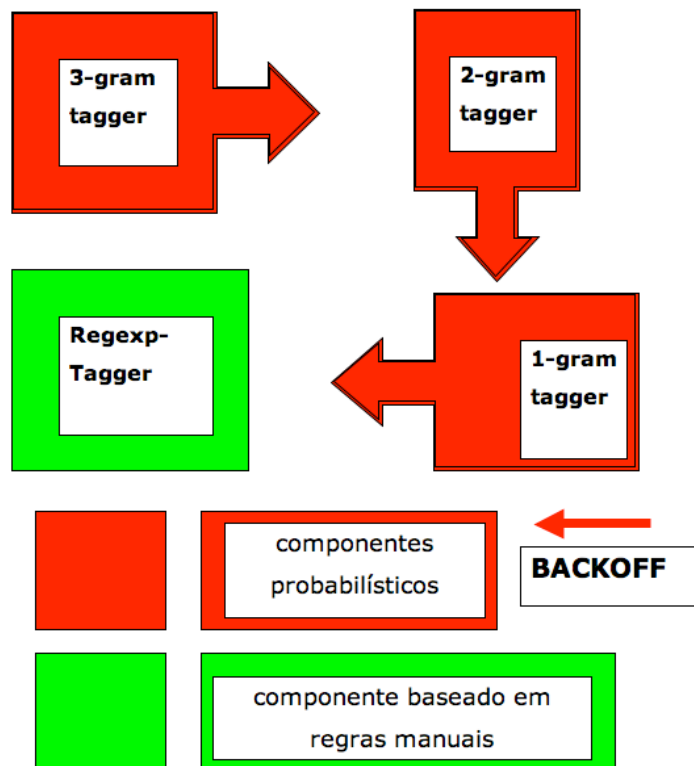 3-gram
tagger
2-gram
tagger
Regexp-
Tagger
1-gram
tagger
componentes
probabilísticos
BACKOFF
componente baseado em
regras manuais